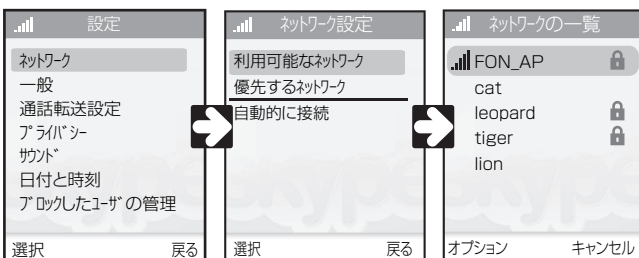 設定
ネットワーク
一般
通話転送設定
プライバシー
サウンド
日付と時刻
ブロックしたユーザの管理
選択 戻る
ネットワーク設定
利用可能なネットワーク
優先するネットワーク
自動的に接続
選択 戻る
ネットワークの一覧
FON_AP
cat
leopard
tiger
lion
オプション キャンセル
skype
skype
skype